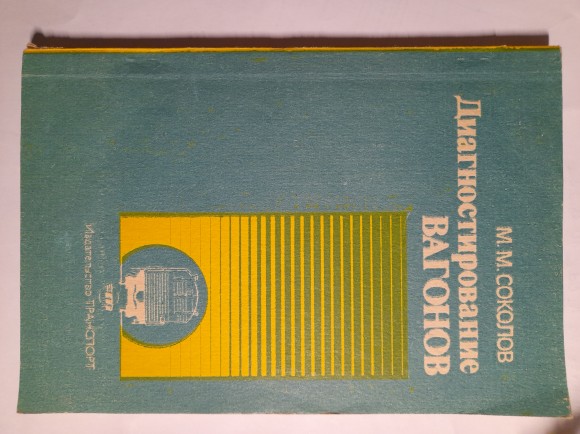 М. М. СОКОЛОВ
Диагностирование
ВАГОНОВ
Издательство ТРАНСПОРТ